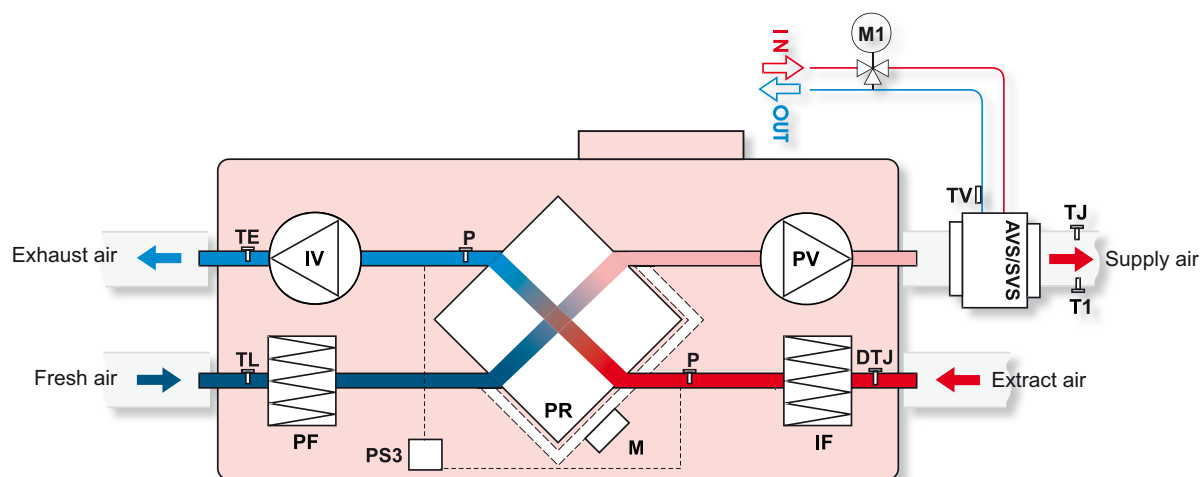 IN
M1
OUT
TV
TJ
AVS/SVS
Exhaust air
TE
IV
P
PV
Supply air
T1
Fresh air
TL
P
DTJ
Extract air
PF
PR
PS3
M
IF